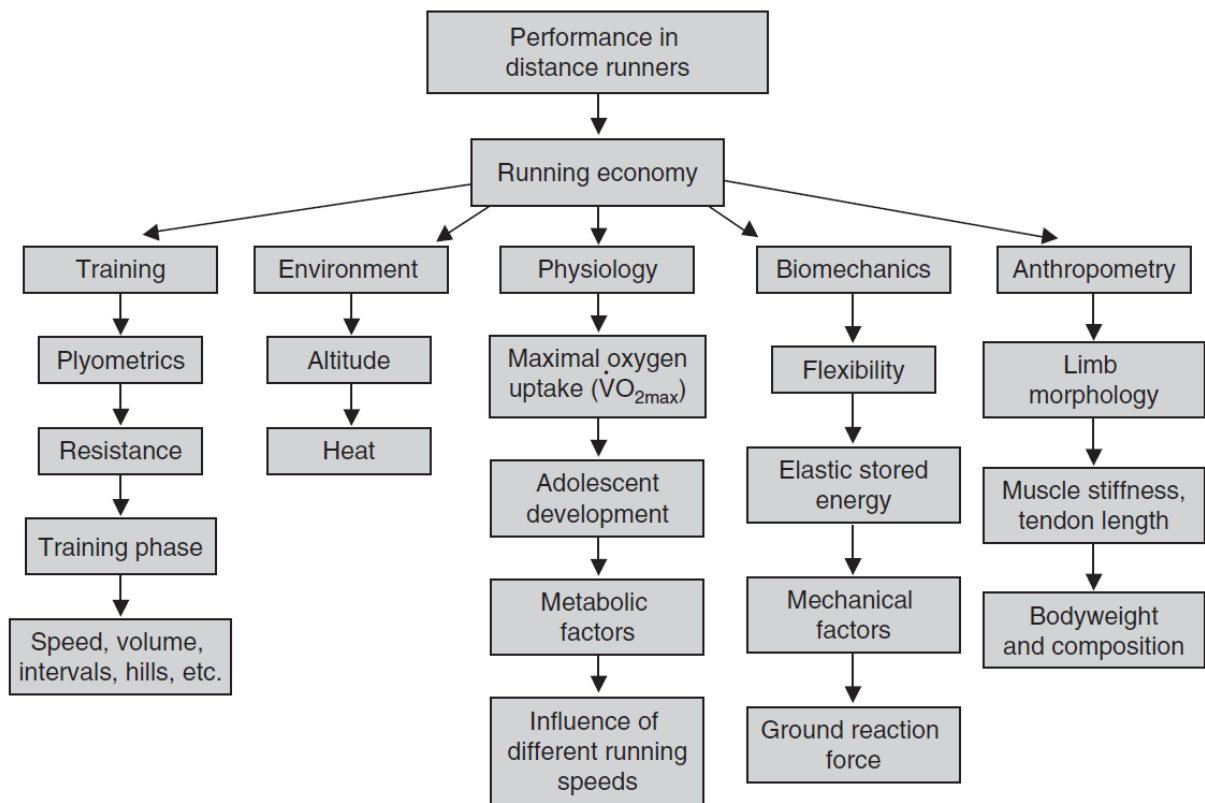 Performance in
distance runners
Running economy
Training
Environment
Physiology
Biomechanics
Anthropometry
Plyometrics
Resistance
Training phase
Speed, volume,
intervals, hills, etc.
Altitude
Heat
Maximal oxygen
uptake (V̇O₂max)
Adolescent
development
Metabolic
factors
Influence of
different running
speeds
Flexibility
Elastic stored
energy
Mechanical
factors
Ground reaction
force
Limb
morphology
Muscle stiffness,
tendon length
Bodyweight
and composition